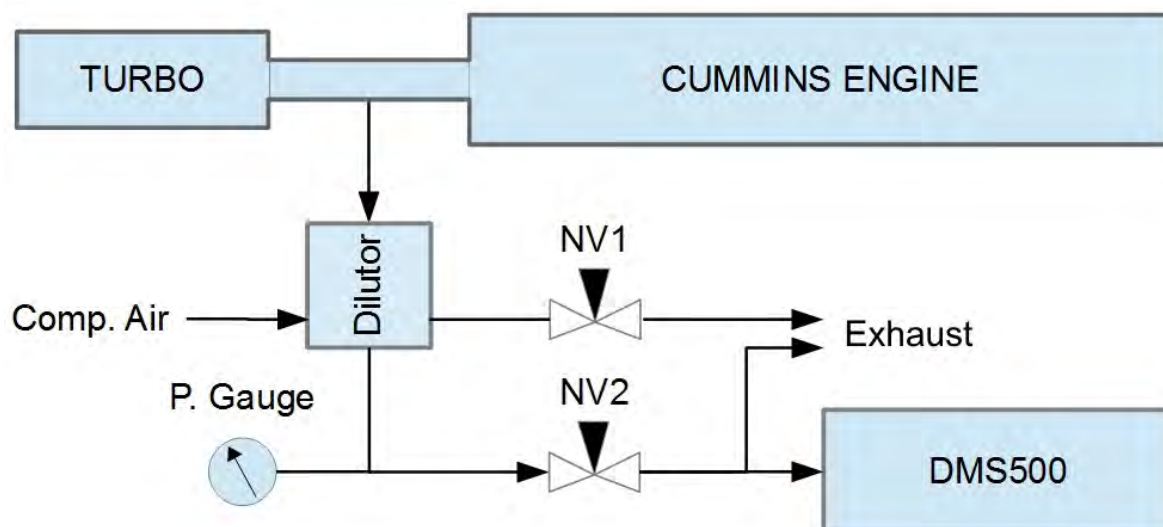 TURBO
CUMMINS ENGINE
Dilutor
NV1
Comp. Air
Exhaust
P. Gauge
NV2
DMS500